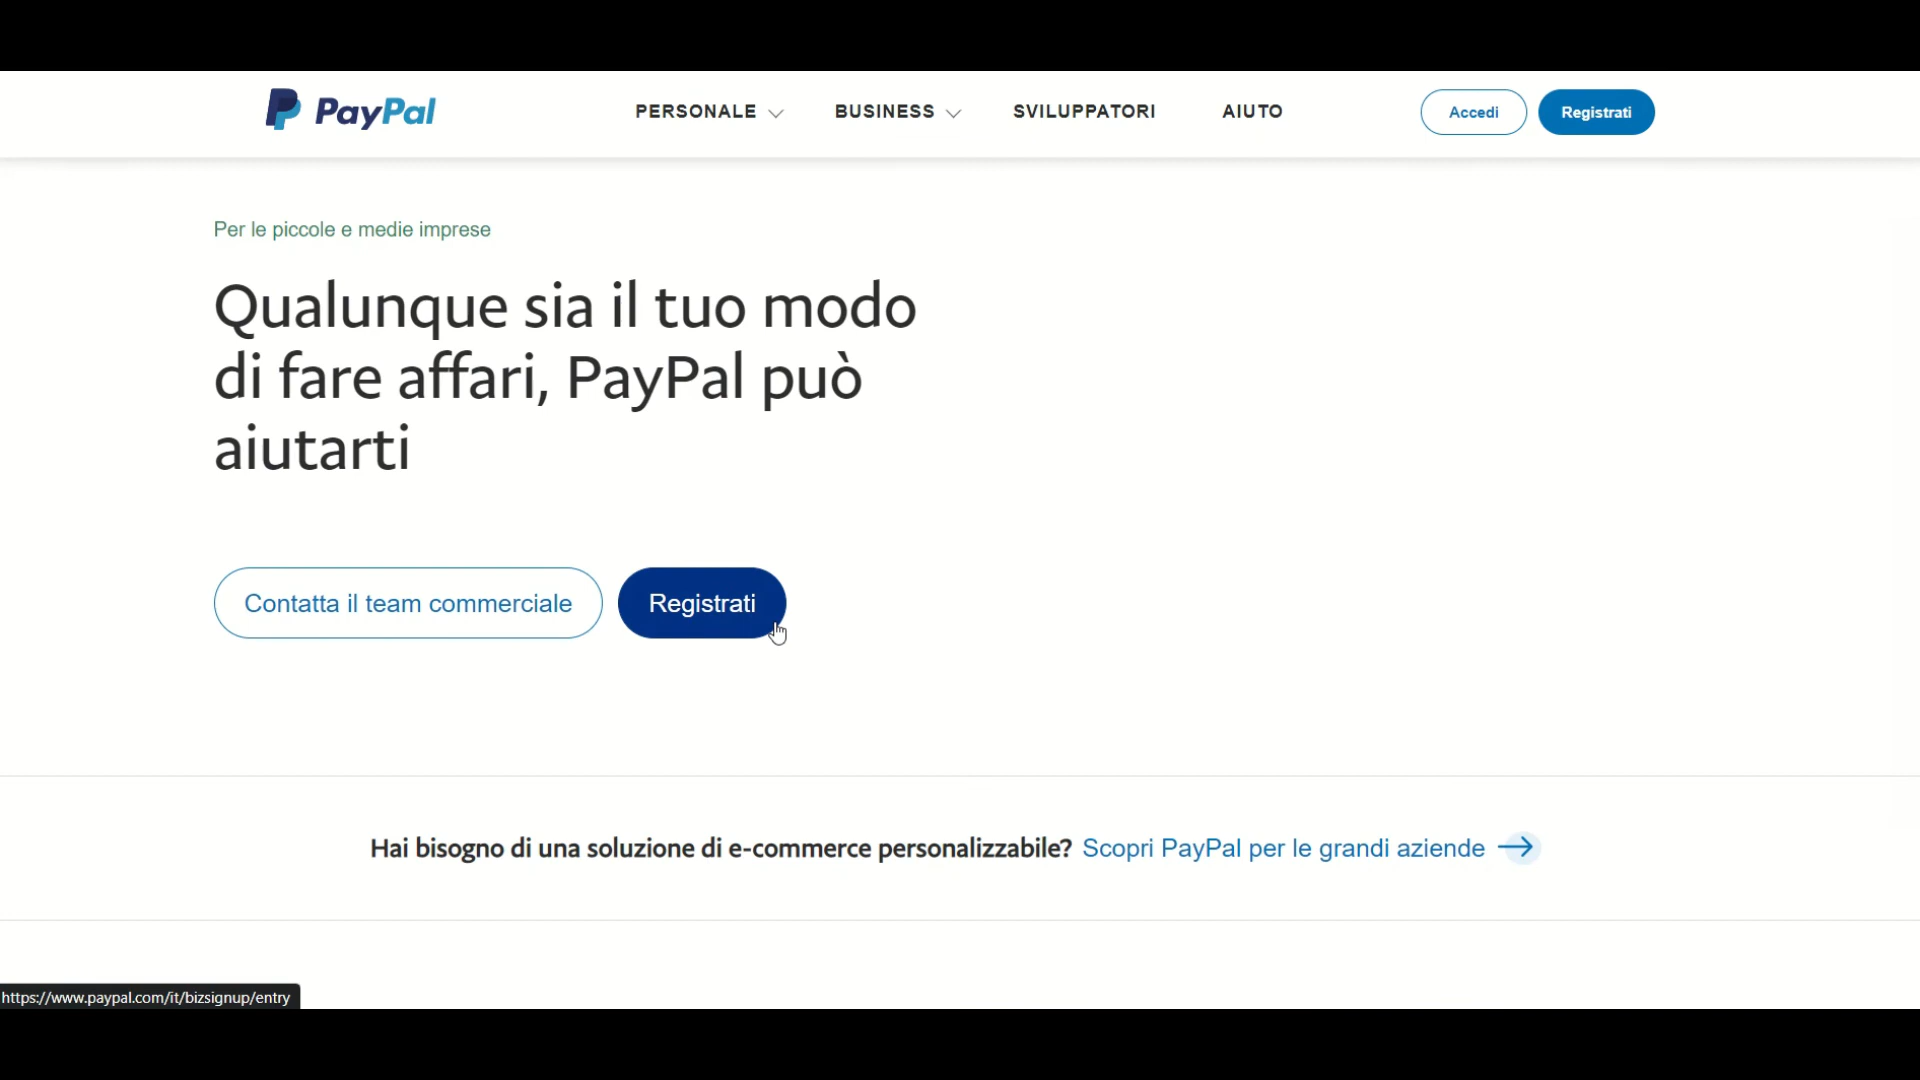 PayPal
PERSONALE
BUSINESS
SVILUPPATORI
AIUTO
Accedi
Registrati
Per le piccole e medie imprese
Qualunque sia il tuo modo
di fare affari, PayPal può
aiutarti
Contatta il team commerciale
Registrati
Hai bisogno di una soluzione di e-commerce personalizzabile? Scopri PayPal per le grandi aziende
https://www.paypal.com/it/bizsignup/entry